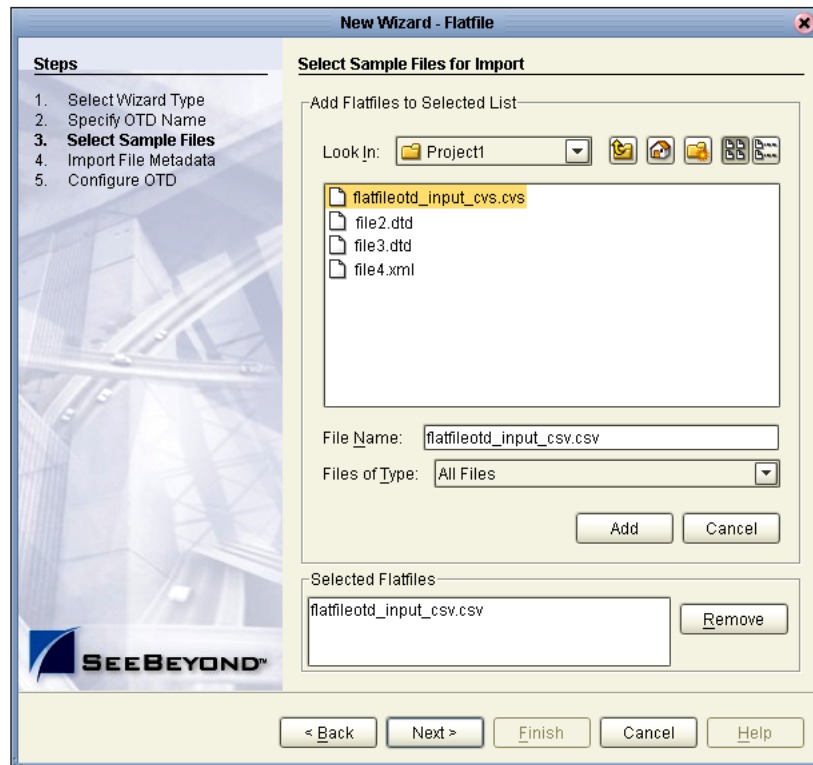 New Wizard - Flatfile
Steps
1. Select Wizard Type
2. Specify OTD Name
3. Select Sample Files
4. Import File Metadata
5. Configure OTD
SEEBEYOND™
Select Sample Files for Import
Add Flatfiles to Selected List
Look In: Project1
flatfileotd_input_cvs.cvs
file2.dtd
file3.dtd
file4.xml
File Name: flatfileotd_input_csv.csv
Files of Type: All Files
Add Cancel
Selected Flatfiles
flatfileotd_input_csv.csv
Remove
< Back Next > Finish Cancel Help